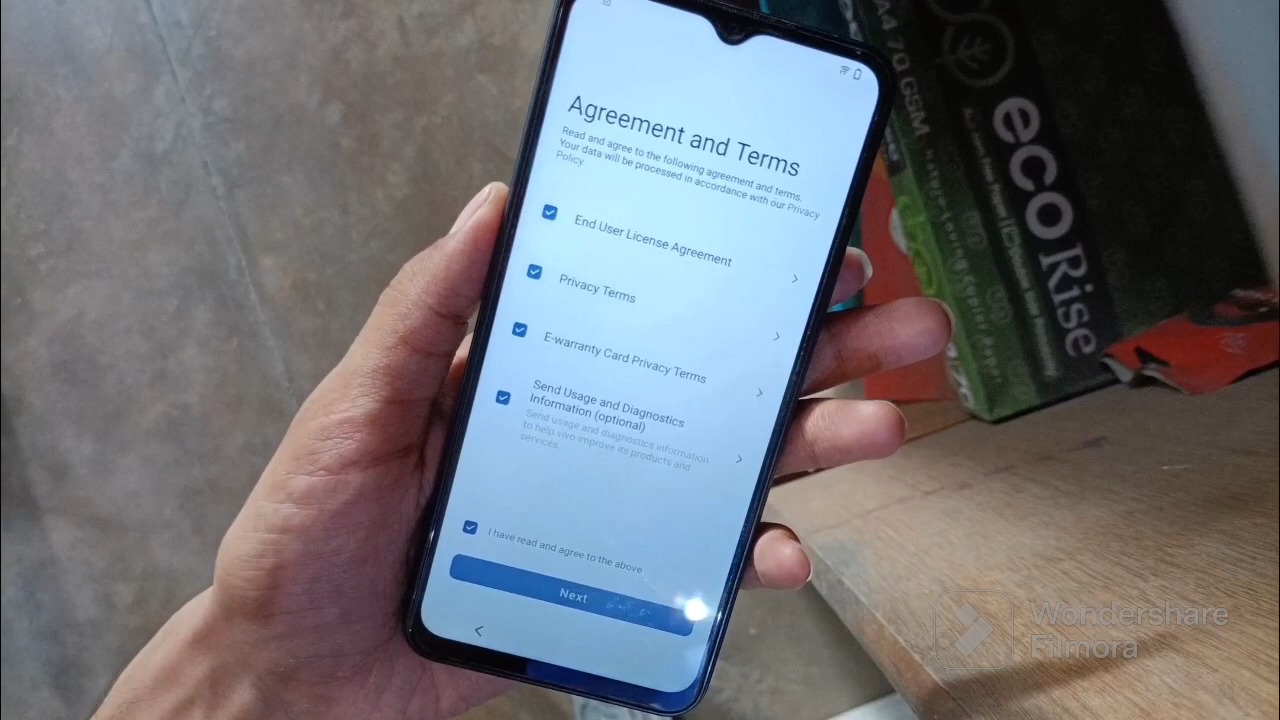 Agreement and Terms
Read and agree to the following agreement and terms.
Your data will be processed in accordance with our Privacy
Policy.
End User License Agreement
Privacy Terms
E-warranty Card Privacy Terms
Send Usage and Diagnostics
Information (optional)
Send usage and diagnostics information
to help vivo improve its products and
services.
I have read and agree to the above
Next
A4 70 GSM
eco
Rise
Wondershare
Filmora